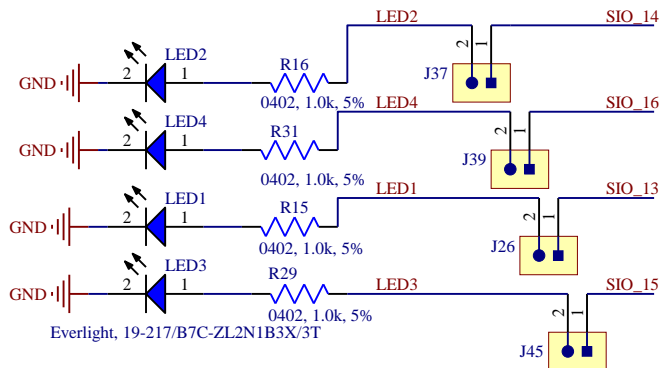 LED2 SIO_14
LED2 R16 2 1 J37
GND 2 1
0402, 1.0k, 5%
LED4 SIO_16
LED4 R31 2 1 J39
GND 2 1
0402, 1.0k, 5%
LED1 SIO_13
LED1 R15 2 1 J26
GND 2 1
0402, 1.0k, 5%
LED3 SIO_15
LED3 R29 2 1 J45
GND 2 1
0402, 1.0k, 5%
Everlight, 19-217/B7C-ZL2N1B3X/3T